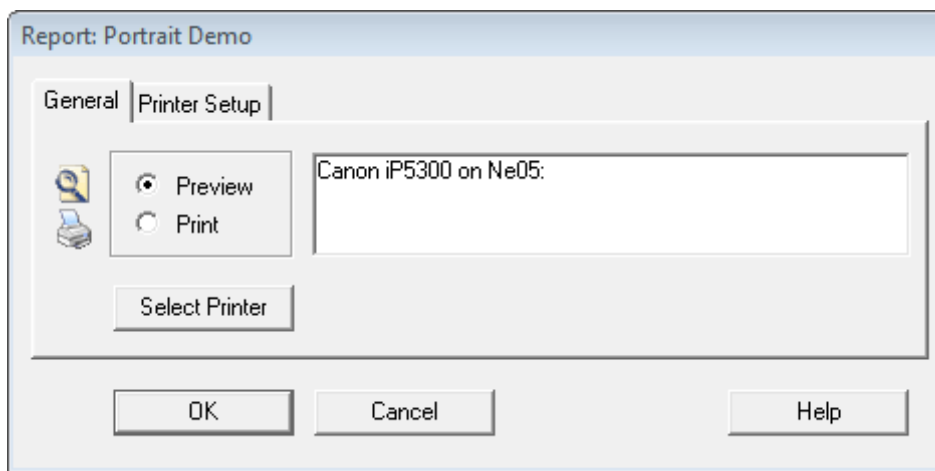 Report: Portrait Demo
General
Printer Setup
Preview
Print
Canon iP5300 on Ne05:
Select Printer
OK
Cancel
Help